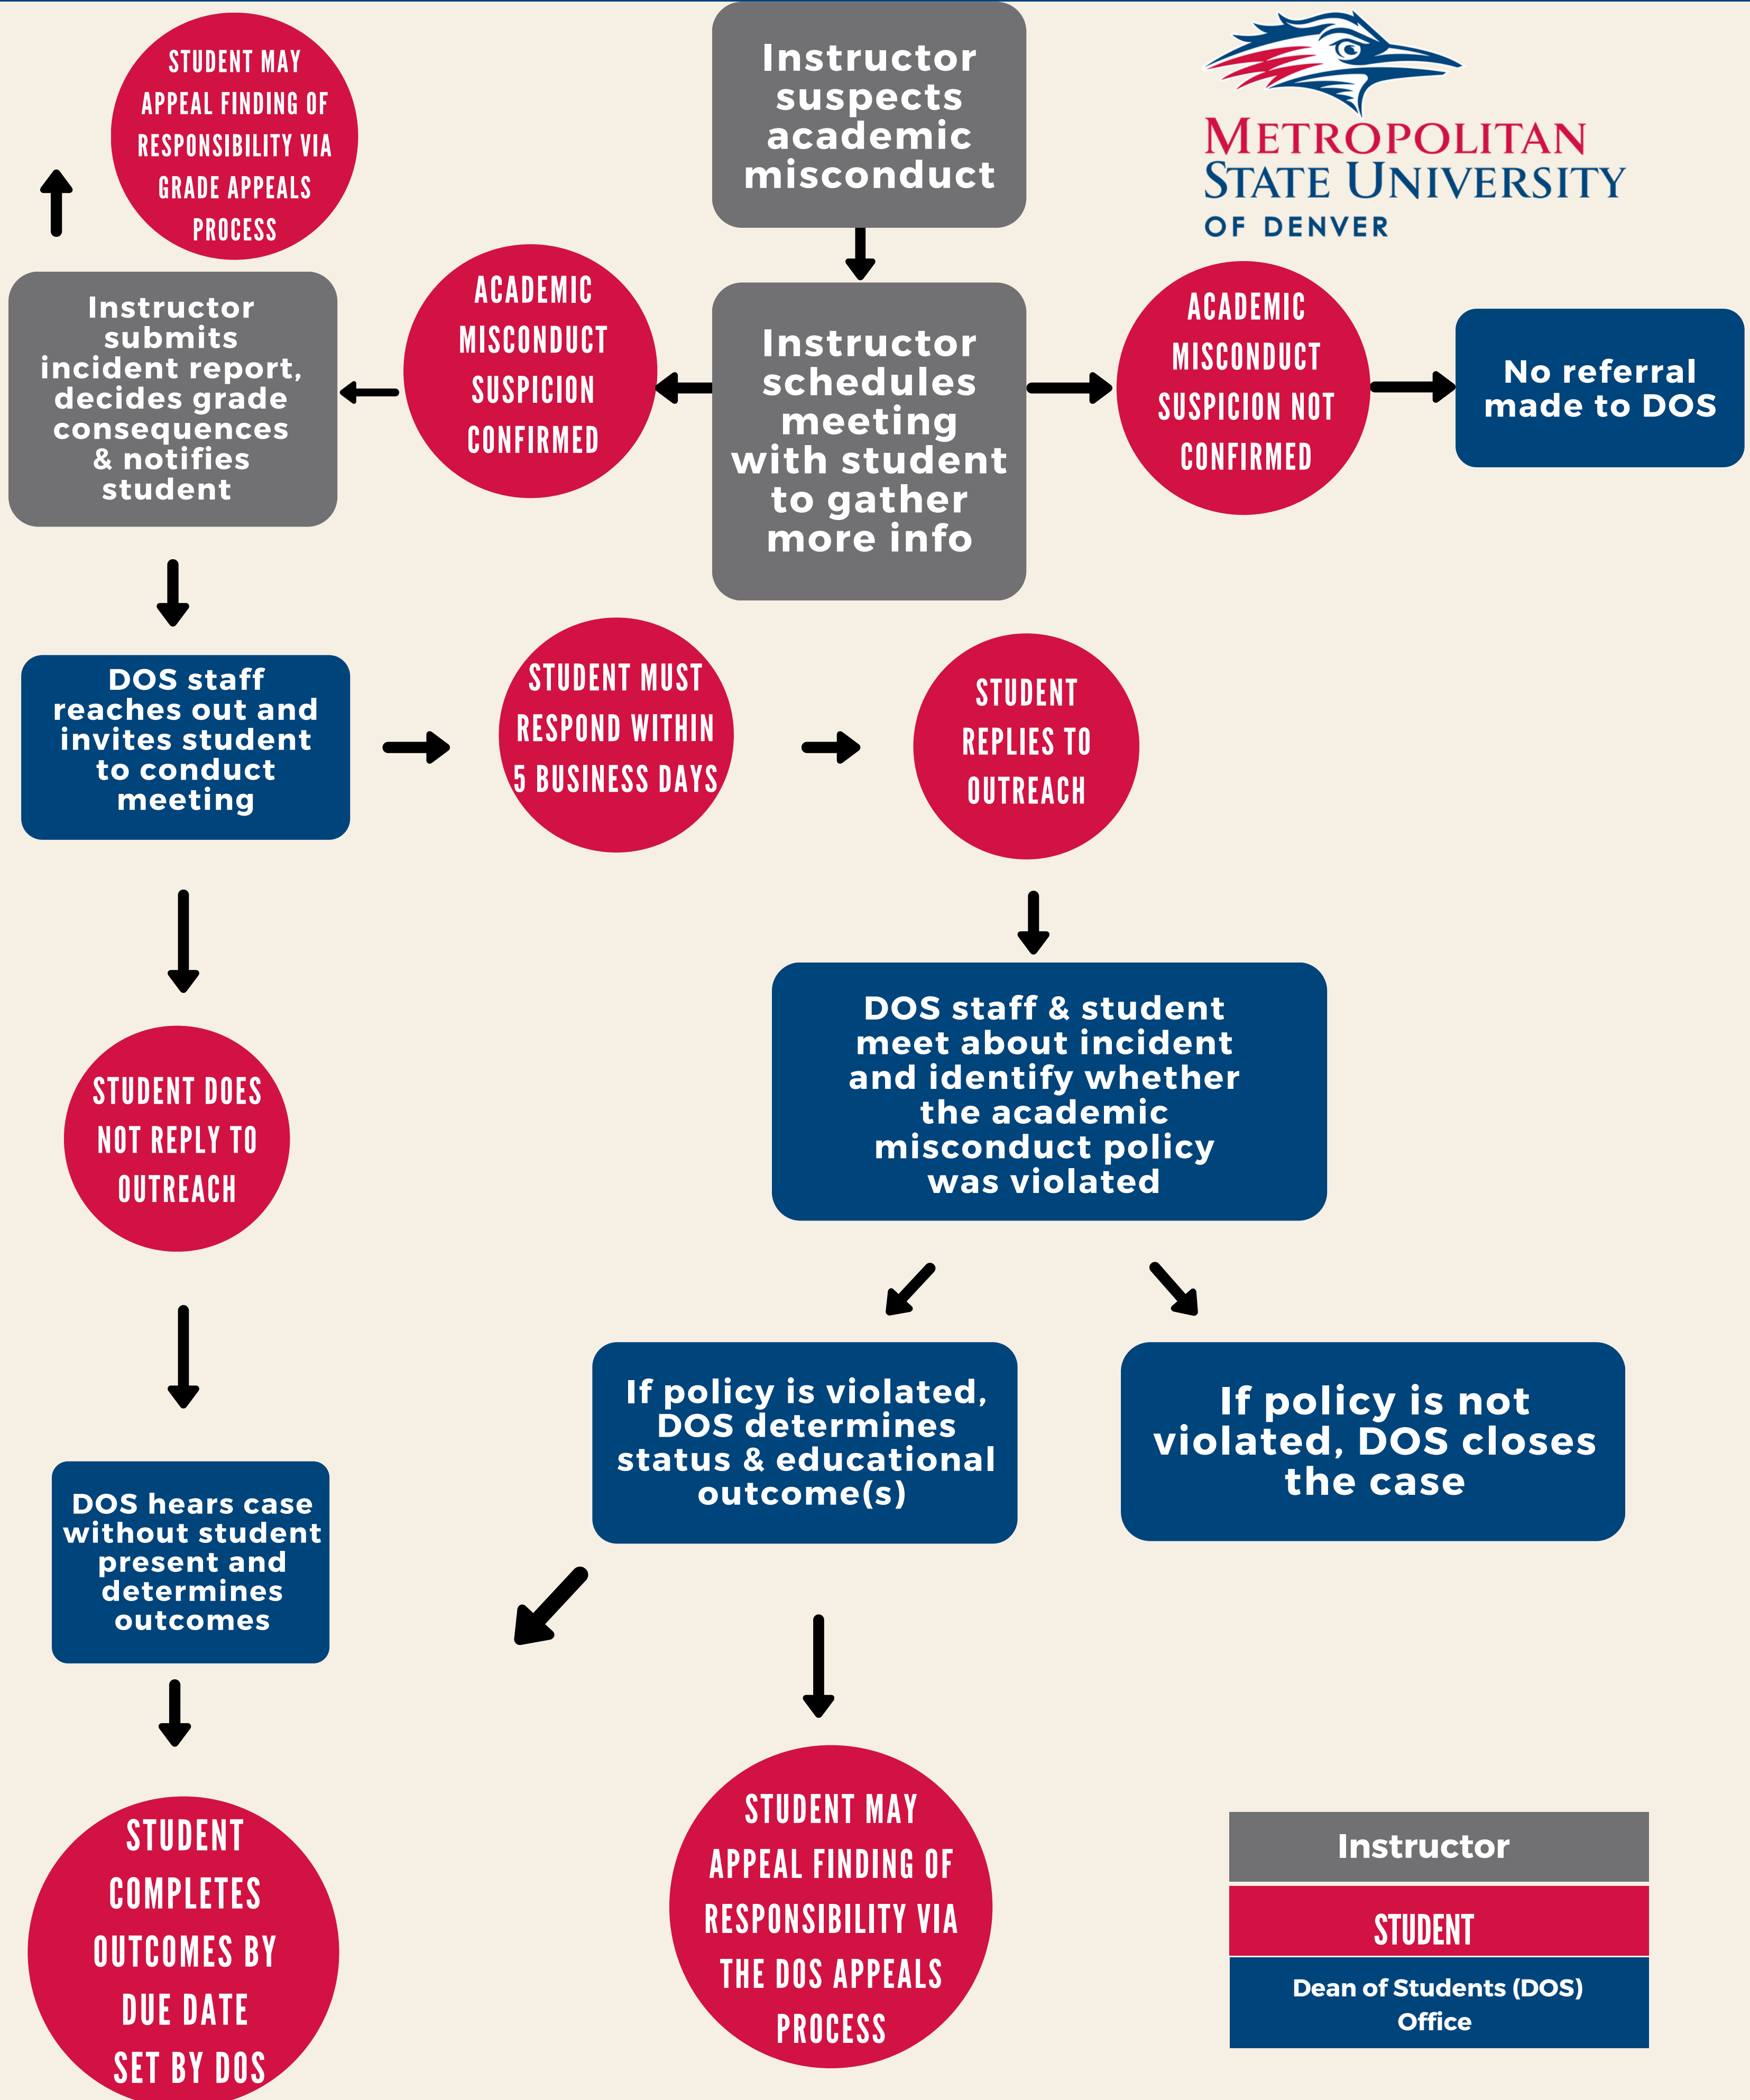 STUDENT MAY
APPEAL FINDING OF
RESPONSIBILITY VIA
GRADE APPEALS
PROCESS
Instructor
suspects
academic
misconduct
METROPOLITAN
STATE UNIVERSITY
OF DENVER
Instructor
submits
incident report,
decides grade
consequences
& notifies
student
ACADEMIC
MISCONDUCT
SUSPICION
CONFIRMED
Instructor
schedules
meeting
with student
to gather
more info
ACADEMIC
MISCONDUCT
SUSPICION NOT
CONFIRMED
No referral
made to DOS
DOS staff
reaches out and
invites student
to conduct
meeting
STUDENT MUST
RESPOND WITHIN
5 BUSINESS DAYS
STUDENT
REPLIES TO
OUTREACH
STUDENT DOES
NOT REPLY TO
OUTREACH
DOS staff & student
meet about incident
and identify whether
the academic
misconduct policy
was violated
If policy is violated,
DOS determines
status & educational
outcome(s)
If policy is not
violated, DOS closes
the case
DOS hears case
without student
present and
determines
outcomes
STUDENT
COMPLETES
OUTCOMES BY
DUE DATE
SET BY DOS
STUDENT MAY
APPEAL FINDING OF
RESPONSIBILITY VIA
THE DOS APPEALS
PROCESS
Instructor
STUDENT
Dean of Students (DOS)
Office